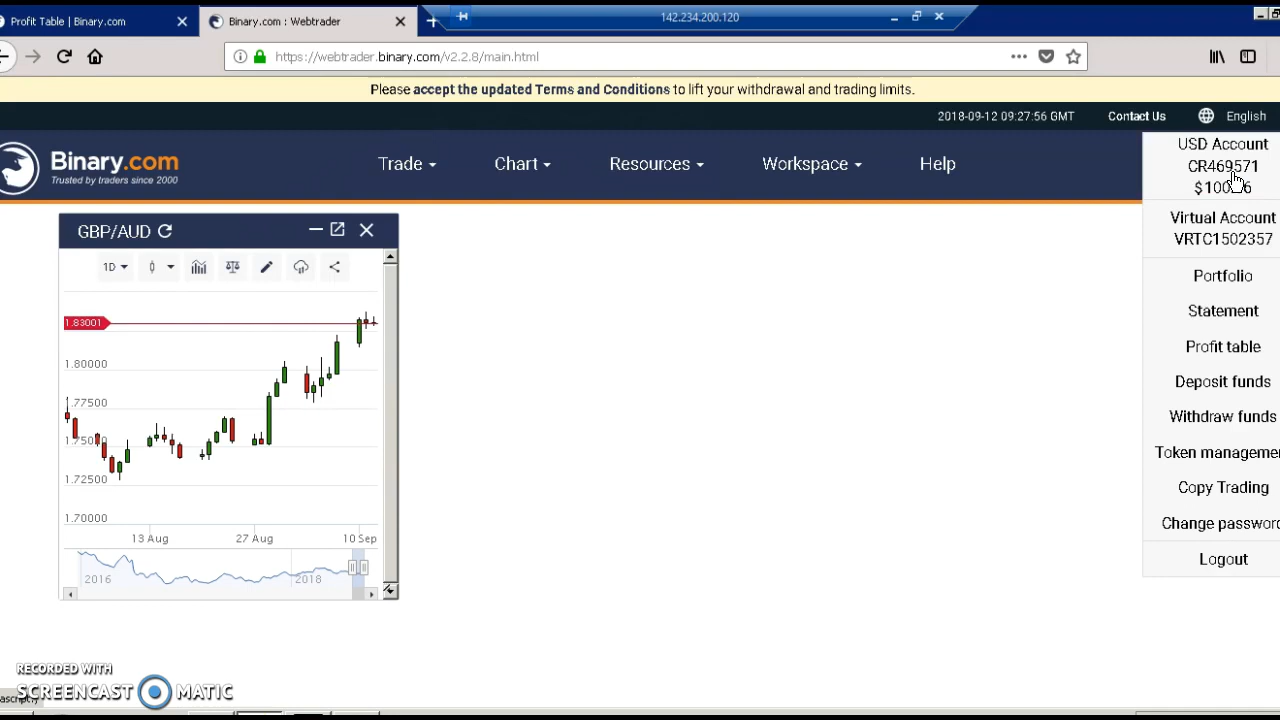 Profit Table | Binary.com
Binary.com : Webtrader
142.234.200.120
https://webtrader.binary.com/v2.2.8/main.html
Please accept the updated Terms and Conditions to lift your withdrawal and trading limits.
2018-09-12 09:27:56 GMT
Contact Us
English
Binary.com
Trusted by traders since 2000
Trade
Chart
Resources
Workspace
Help
USD Account
CR469571
Virtual Account
VRTC1502357
Portfolio
Statement
Profit table
Deposit funds
Withdraw funds
Token managemen
Copy Trading
Change password
Logout
GBP/AUD
1D
1.83001
1.80000
1.77500
1.75000
1.72500
1.70000
13 Aug
27 Aug
10 Sep
2016
2018
RECORDED WITH
SCREENCAST MATIC